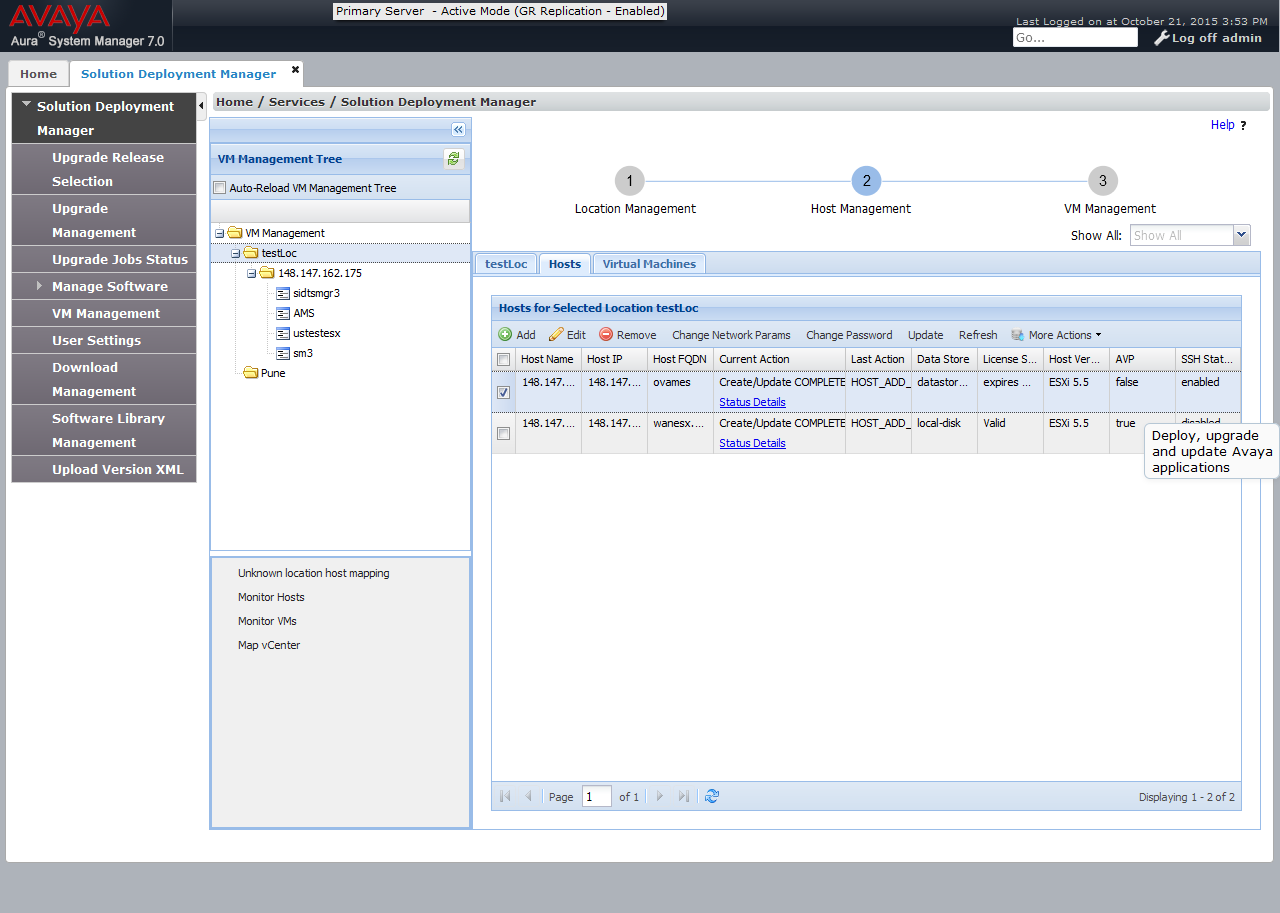 AVAYA
Aura® System Manager 7.0
Primary Server - Active Mode (GR Replication - Enabled)
Last Logged on at October 21, 2015 3:53 PM
Go...
Log off admin
Home
Solution Deployment Manager
Solution Deployment
Manager
Upgrade Release
Selection
Upgrade
Management
Upgrade Jobs Status
Manage Software
VM Management
User Settings
Download
Management
Software Library
Management
Upload Version XML
Home / Services / Solution Deployment Manager
Help ?
VM Management Tree
Auto-Reload VM Management Tree
VM Management
testLoc
148.147.162.175
sidtsmgr3
AMS
ustestesx
sm3
Pune
Unknown location host mapping
Monitor Hosts
Monitor VMs
Map vCenter
1 2 3
Location Management Host Management VM Management
Show All: Show All
testLoc Hosts Virtual Machines
Hosts for Selected Location testLoc
Add Edit Remove Change Network Params Change Password Update Refresh More Actions
Host Name Host IP Host FQDN Current Action Last Action Data Store License S... Host Ver... AVP SSH Stat...
148.147.... 148.147.... ovames Create/Update COMPLETE HOST_ADD_ datastor... expires ... ESXi 5.5 false enabled
Status Details
148.147.... 148.147.... wanesx.... Create/Update COMPLETE HOST_ADD_ local-disk Valid ESXi 5.5 true disabled
Status Details
Deploy, upgrade
and update Avaya
applications
Page 1 of 1
Displaying 1 - 2 of 2